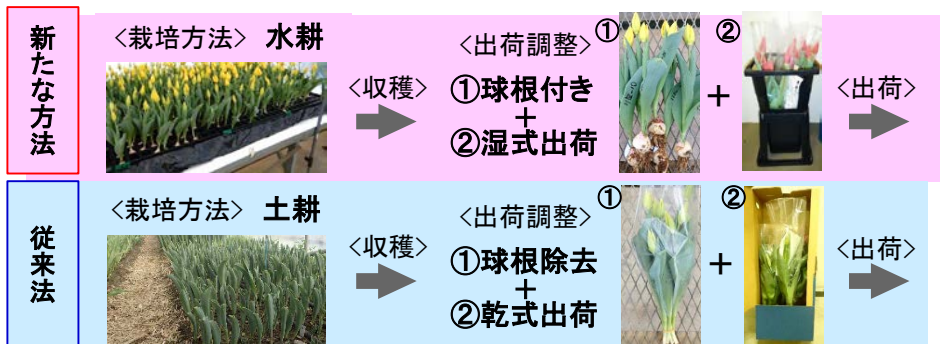 新たな方法
<栽培方法> 水耕
<収穫>
<出荷調整>
①球根付き
+
②湿式出荷
①
+
②
<出荷>
従来法
<栽培方法> 土耕
<収穫>
<出荷調整>
①球根除去
+
②乾式出荷
①
+
②
<出荷>